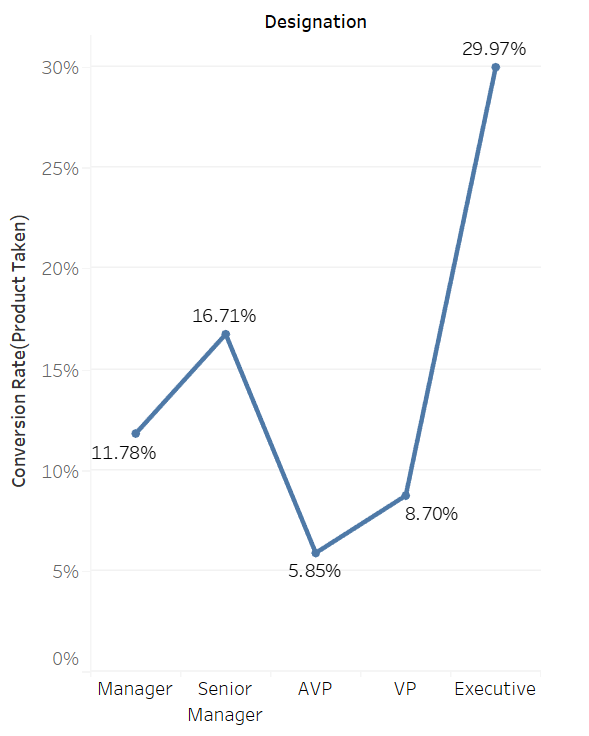 Designation
29.97%
30%
25%
Conversion Rate(Product Taken)
20%
16.71%
15%
11.78%
10%
8.70%
5.85%
5%
0%
Manager
Senior
Manager
AVP
VP
Executive